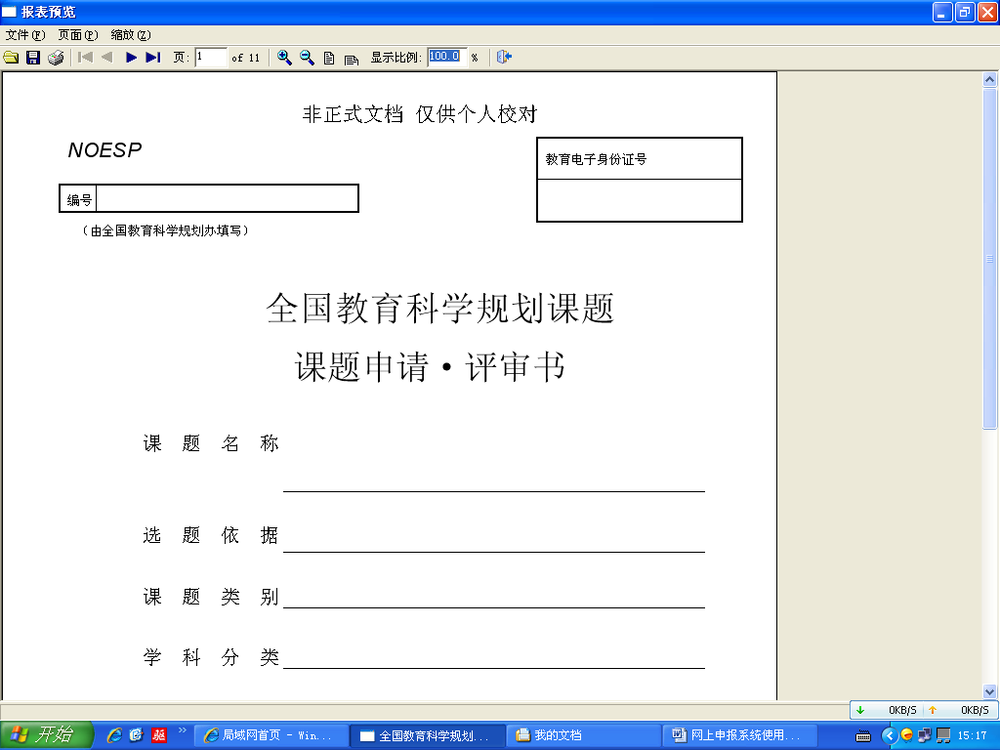 报表预览
文件(F) 页面(P) 缩放(Z)
页: 1 of 11 显示比例: 100.0 %
非正式文档 仅供个人校对
NOESP
教育电子身份证号
编号
（由全国教育科学规划办填写）
全国教育科学规划课题
课题申请·评审书
课 题 名 称
选 题 依 据
课 题 类 别
学 科 分 类
0KB/S 0KB/S
开始 局域网首页 - Win... 全国教育科学规划... 我的文档 网上申报系统使用... 15:17